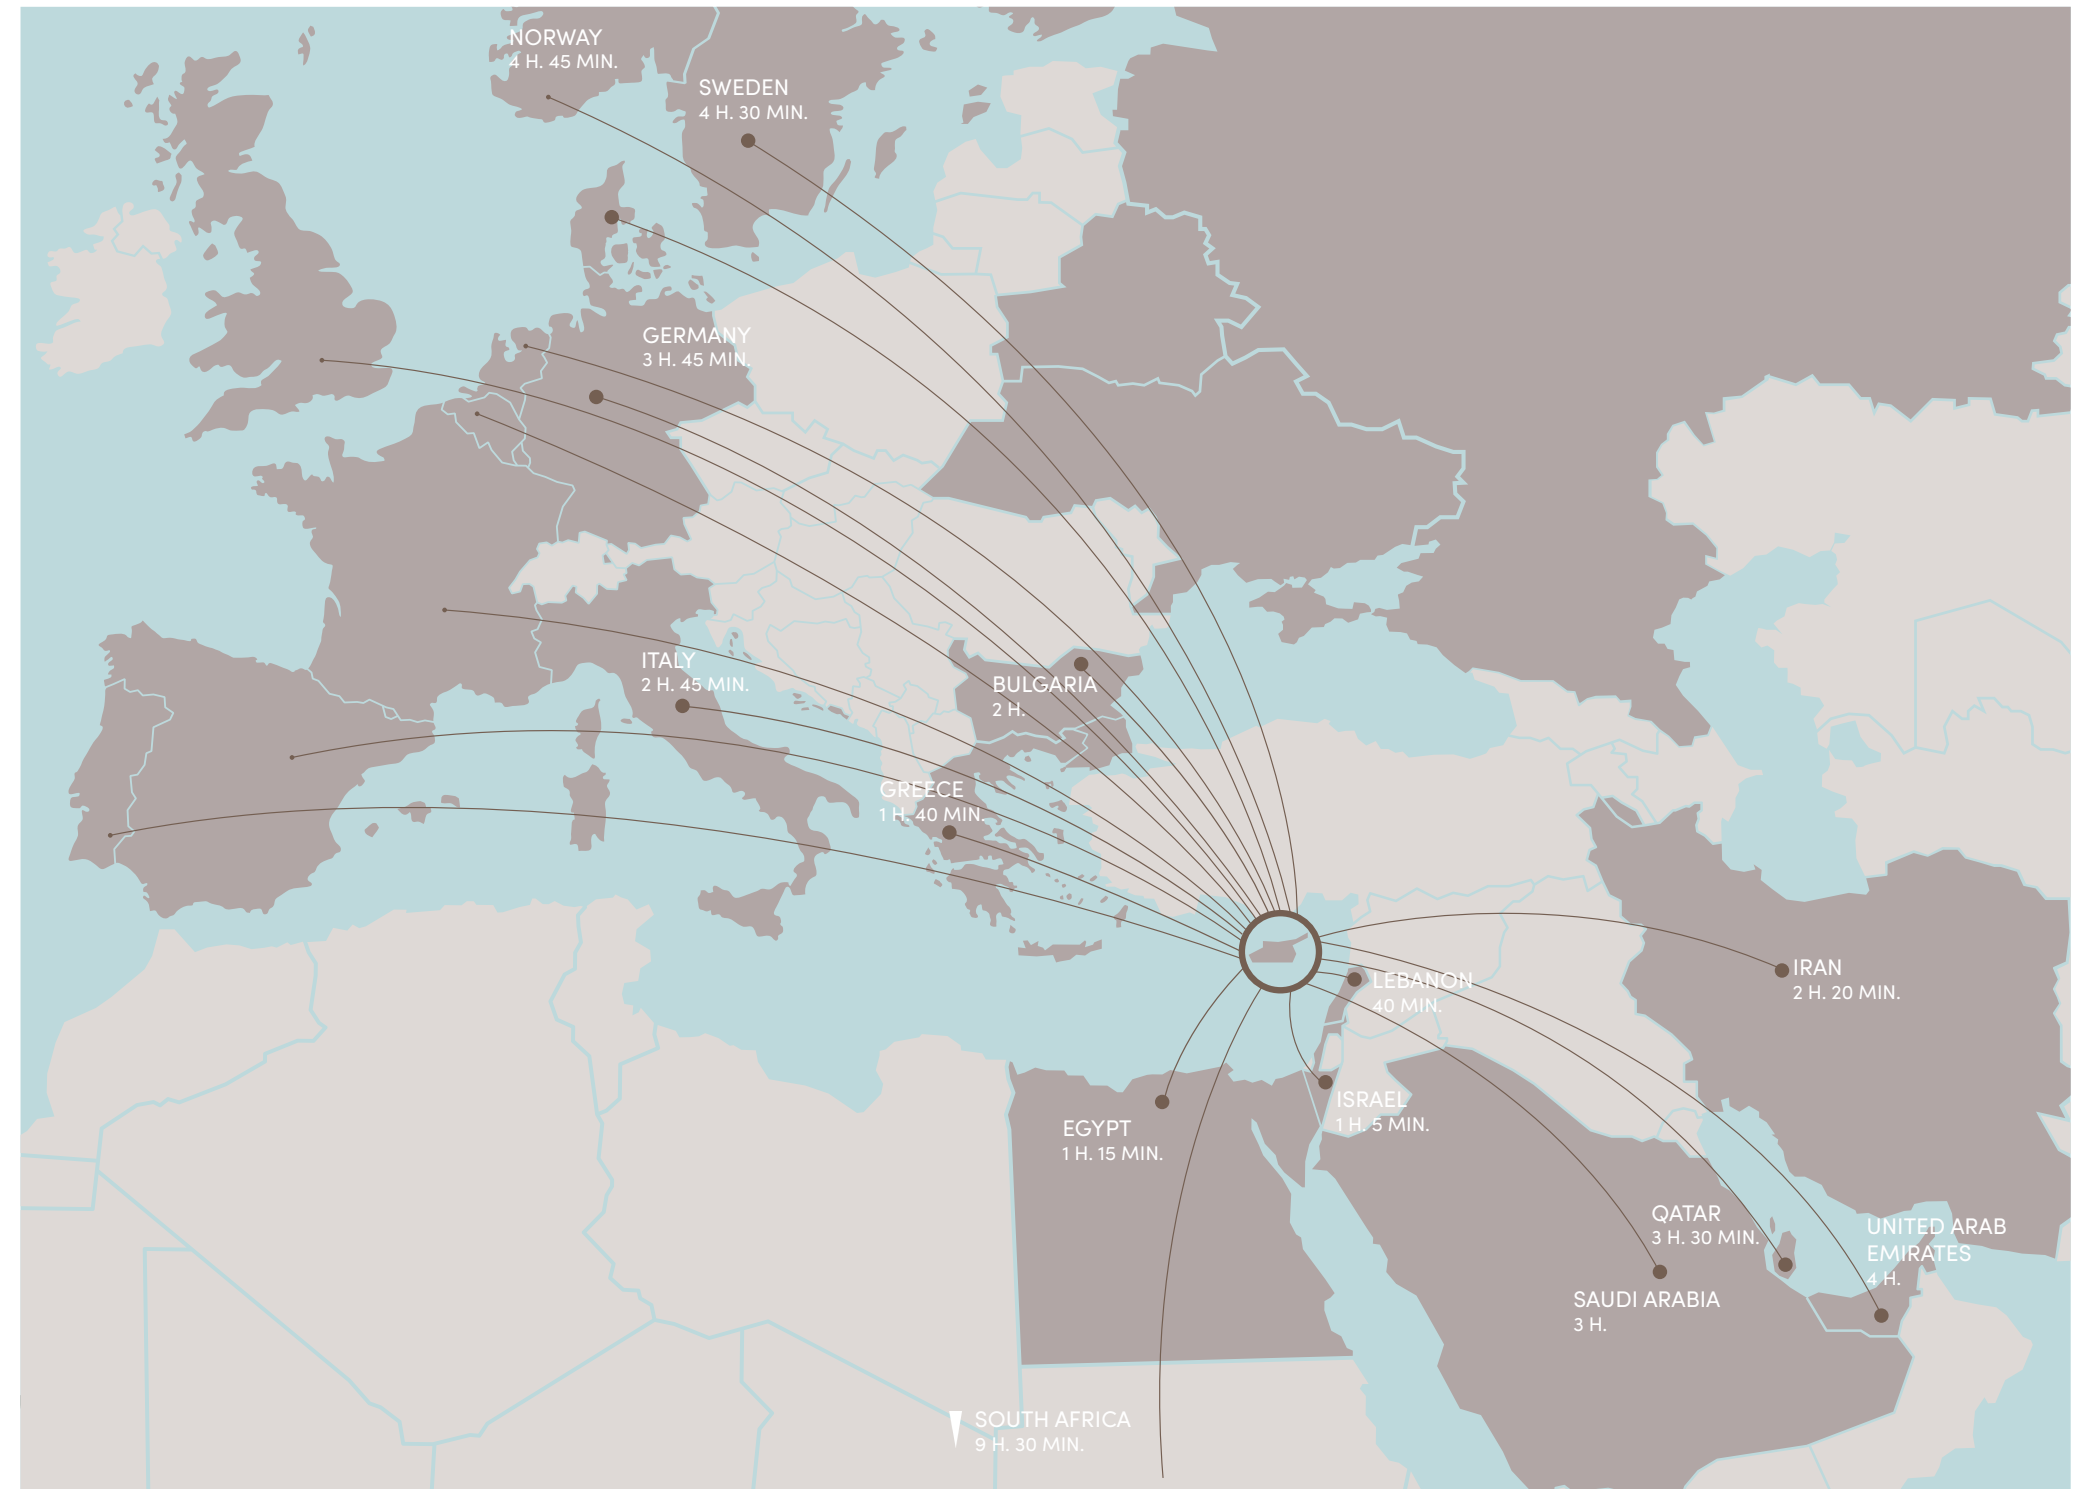 NORWAY
4 H. 45 MIN.
SWEDEN
4 H. 30 MIN.
GERMANY
3 H. 45 MIN.
ITALY
2 H. 45 MIN.
BULGARIA
2 H.
GREECE
1 H. 40 MIN.
IRAN
2 H. 20 MIN.
LEBANON
40 MIN.
ISRAEL
1 H. 5 MIN.
EGYPT
1 H. 15 MIN.
QATAR
3 H. 30 MIN.
UNITED ARAB
EMIRATES
4 H.
SAUDI ARABIA
3 H.
SOUTH AFRICA
9 H. 30 MIN.